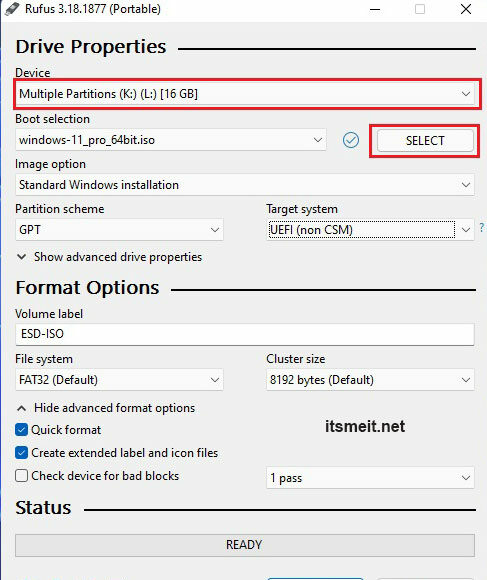 Rufus 3.18.1877 (Portable)
Drive Properties
Device
Multiple Partitions (K:) (L:) [16 GB]
Boot selection
windows-11_pro_64bit.iso
SELECT
Image option
Standard Windows installation
Partition scheme
Target system
GPT
UEFI (non CSM)
?
Show advanced drive properties
Format Options
Volume label
ESD-ISO
File system
Cluster size
FAT32 (Default)
8192 bytes (Default)
Hide advanced format options
Quick format
itsmeit.net
Create extended label and icon files
Check device for bad blocks
1 pass
Status
READY